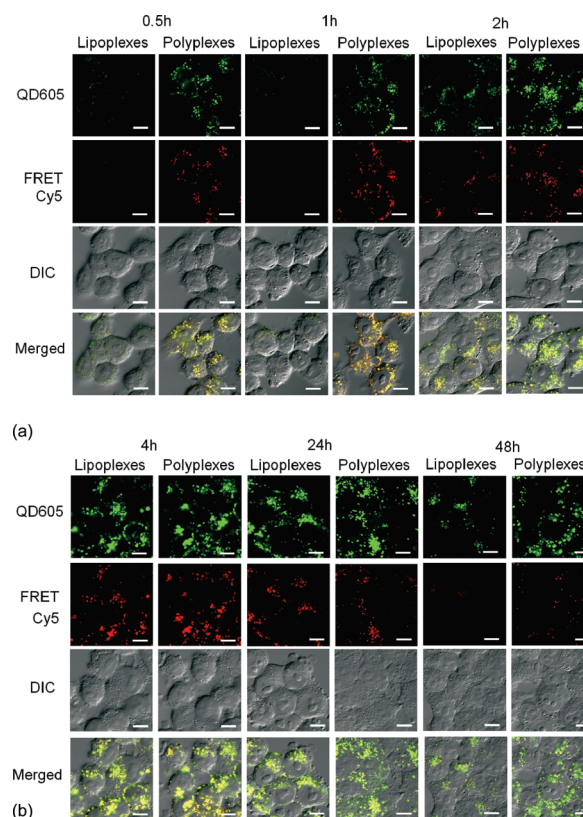 0.5h 1h 2h
Lipoplexes Polyplexes Lipoplexes Polyplexes Lipoplexes Polyplexes
QD605
FRET
Cy5
DIC
Merged
(a)
4h 24h 48h
Lipoplexes Polyplexes Lipoplexes Polyplexes Lipoplexes Polyplexes
QD605
FRET
Cy5
DIC
Merged
(b)